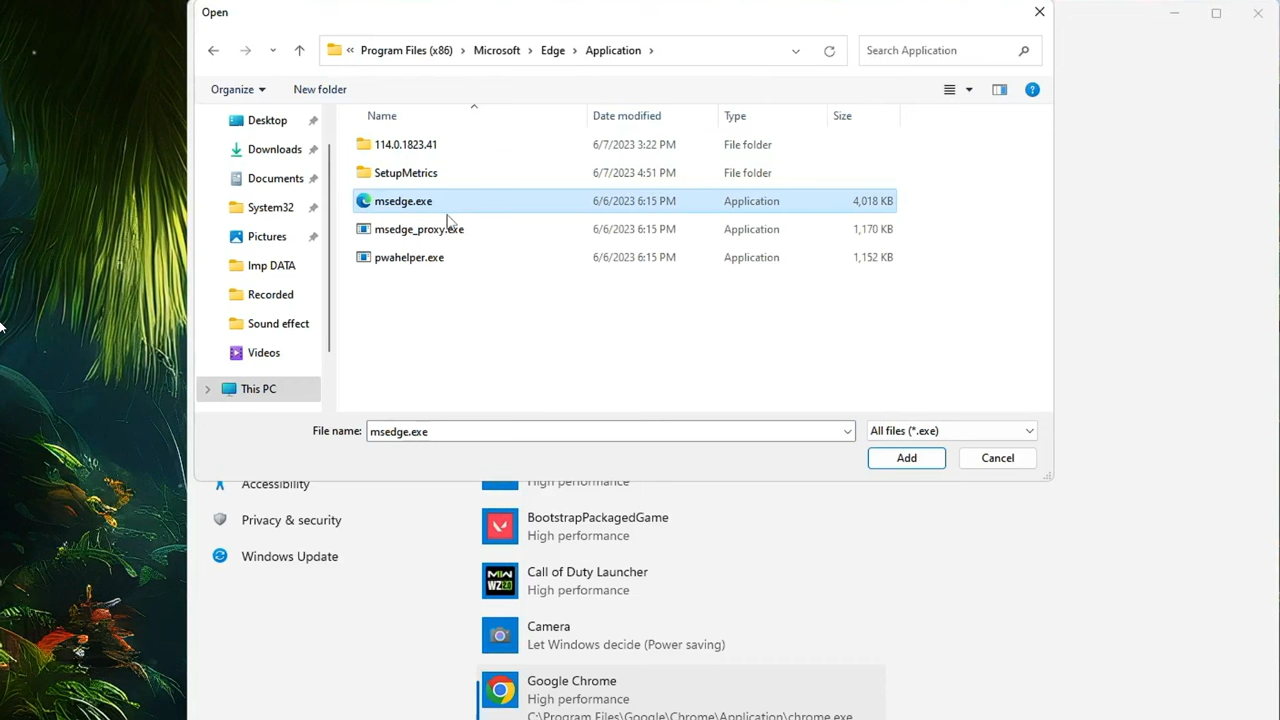 Open
« Program Files (x86) › Microsoft › Edge › Application ›
Search Application
Organize
New folder
Desktop
Downloads
Documents
System32
Pictures
Imp DATA
Recorded
Sound effect
Videos
This PC
Name Date modified Type Size
114.0.1823.41 6/7/2023 3:22 PM File folder
SetupMetrics 6/7/2023 4:51 PM File folder
msedge.exe 6/6/2023 6:15 PM Application 4,018 KB
msedge_proxy.exe 6/6/2023 6:15 PM Application 1,170 KB
pwahelper.exe 6/6/2023 6:15 PM Application 1,152 KB
File name: msedge.exe
All files (*.exe)
Add
Cancel
Accessibility
Privacy & security
Windows Update
High performance
BootstrapPackagedGame
High performance
MW
WZ2.0
Call of Duty Launcher
High performance
Camera
Let Windows decide (Power saving)
Google Chrome
High performance
C:\Program Files\Google\Chrome\Application\chrome.exe